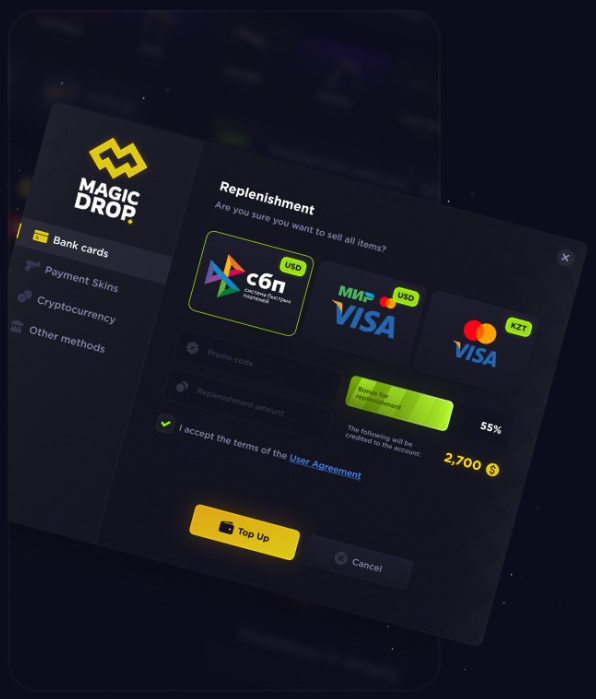 MAGIC
DROP
Bank cards
Payment Skins
Cryptocurrency
Other methods
Replenishment
Are you sure you want to sell all items?
USD
сбп
система быстрых
платежей
USD
МИР
VISA
KZT
VISA
Promo code
Replenishment amount
Bonus for
replenishment
55%
The following will be
credited to the account:
2,700
I accept the terms of the User Agreement
Top Up
Cancel